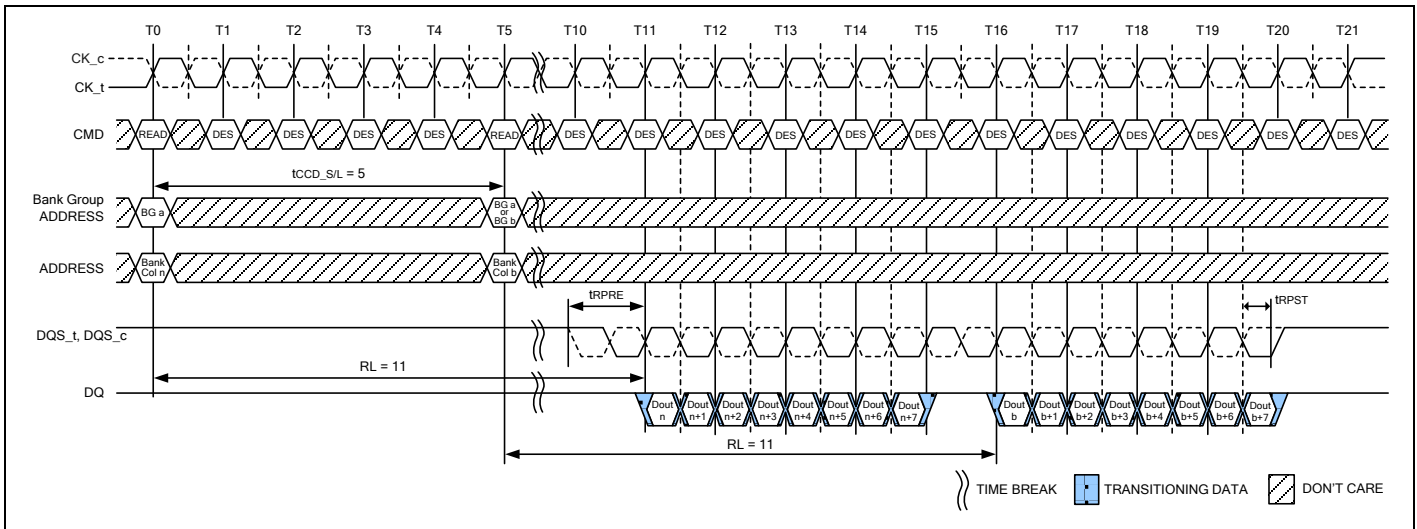 T0 T1 T2 T3 T4 T5 T10 T11 T12 T13 T14 T15 T16 T17 T18 T19 T20 T21
CK_c
CK_t
CMD READ DES DES DES DES READ DES DES DES DES DES DES DES DES DES DES DES DES
tCCD_S/L = 5
Bank Group
ADDRESS
BG a
BG a
or
BG b
ADDRESS
Bank
Col n
Bank
Col b
tRPRE
tRPST
DQS_t, DQS_c
RL = 11
DQ
Dout
n
Dout
n+1
Dout
n+2
Dout
n+3
Dout
n+4
Dout
n+5
Dout
n+6
Dout
n+7
Dout
b
Dout
b+1
Dout
b+2
Dout
b+3
Dout
b+4
Dout
b+5
Dout
b+6
Dout
b+7
RL = 11
TIME BREAK TRANSITIONING DATA DON'T CARE